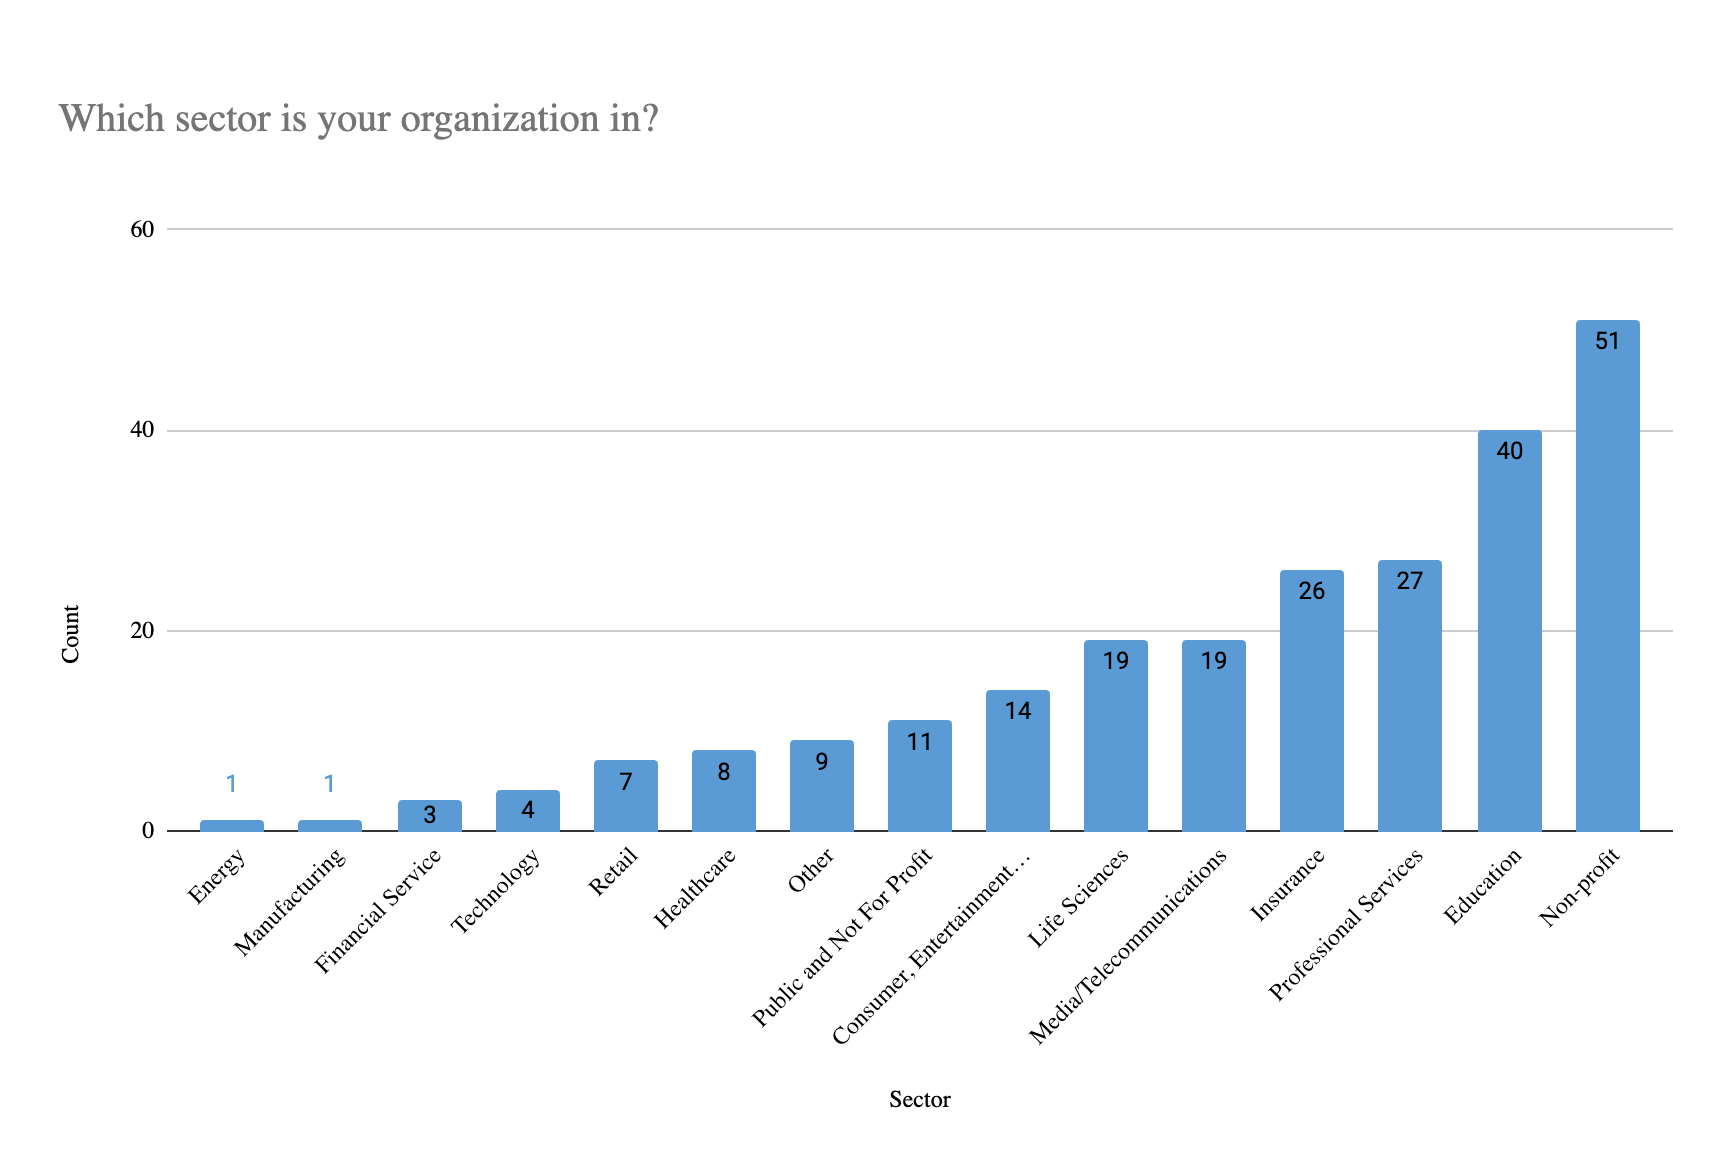 Which sector is your organization in?
60
40
20
0
Count
1
1
3
4
7
8
9
11
14
19
19
26
27
40
51
Energy
Manufacturing
Financial Service
Technology
Retail
Healthcare
Other
Public and Not For Profit
Consumer, Entertainment…
Life Sciences
Media/Telecommunications
Insurance
Professional Services
Education
Non-profit
Sector